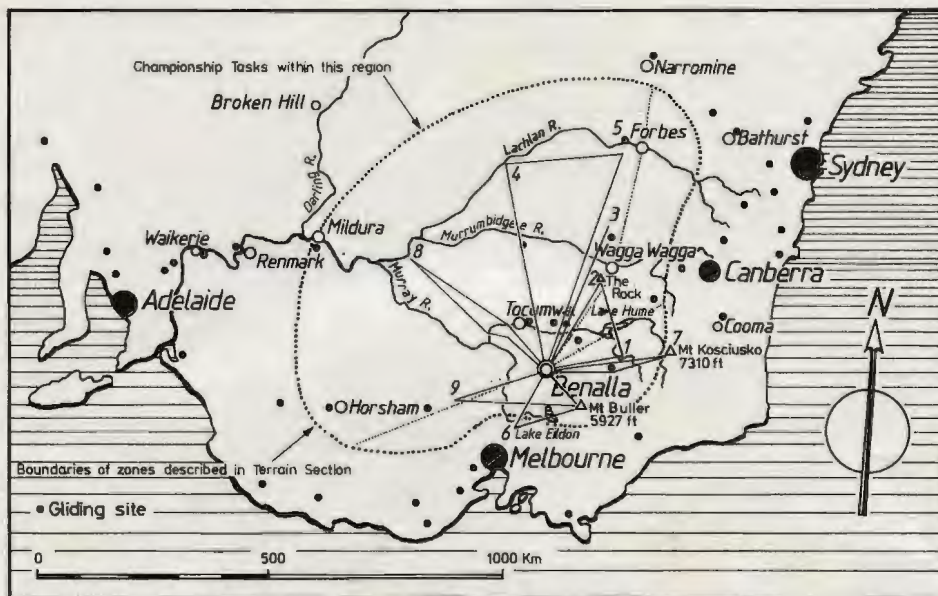 Championship Tasks within this region
Narromine
Broken Hill
Darling R.
Lachlan R.
5 Forbes
Bathurst
Sydney
4
3
Mildura
Murrumbidgee R.
Waikerie
Renmark
8
Wagga Wagga
Canberra
Murray R.
2
The
Rock
Adelaide
Tocumwal
Lake Hume
Cooma
N
1
7
Mt Kosciusko
7310 ft
Benalla
9
Horsham
Mt Buller
5927 ft
6
Lake Eildon
Melbourne
Boundaries of zones described in Terrain Section
Gliding site
0 500 1000 Km